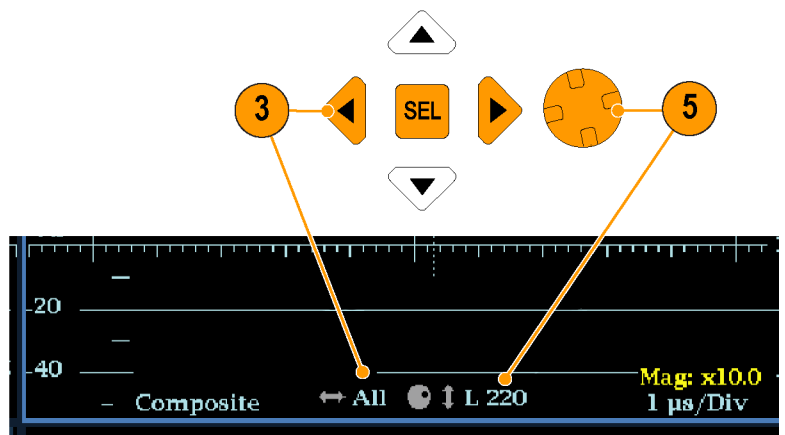 3
SEL
5
-20
-40
Mag: x10.0
– Composite
All
L 220
1 µs/Div